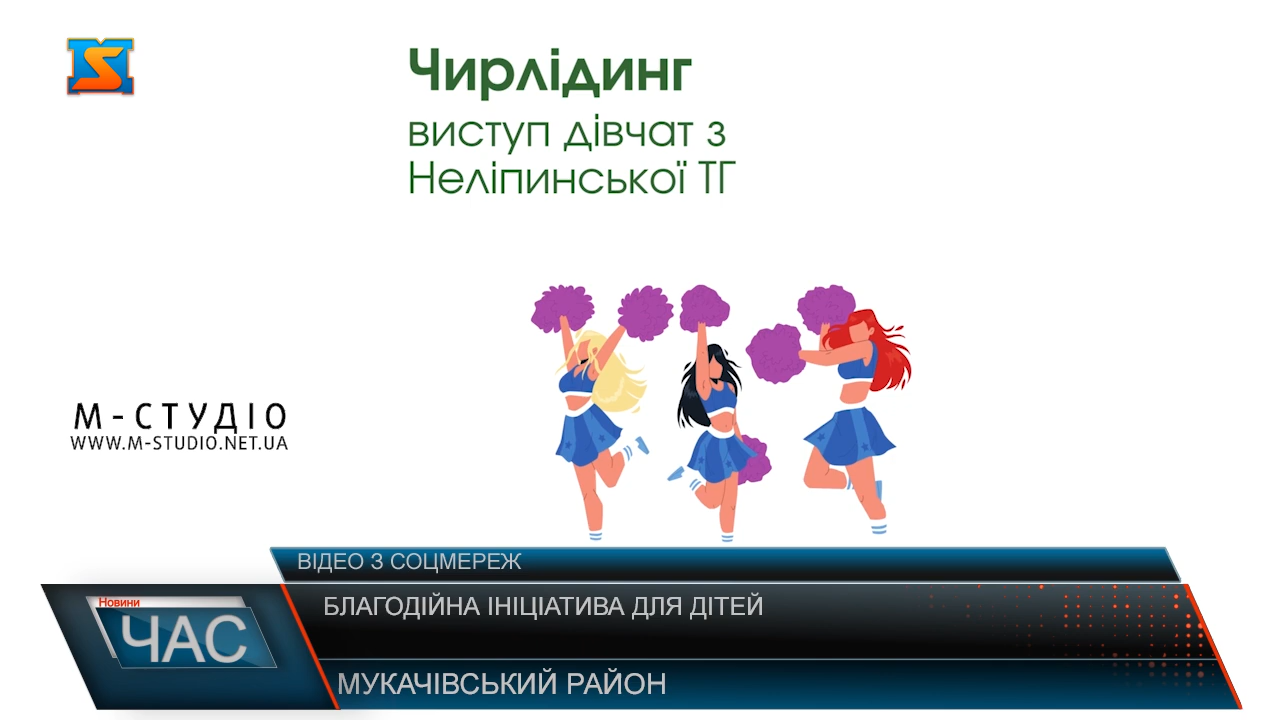 Чирлідинг
виступ дівчат з
Неліпинської ТГ
М-СТУДІО
WWW.M-STUDIO.NET.UA
ВІДЕО З СОЦМЕРЕЖ
Новини
ЧАС
БЛАГОДІЙНА ІНІЦІАТИВА ДЛЯ ДІТЕЙ
МУКАЧІВСЬКИЙ РАЙОН